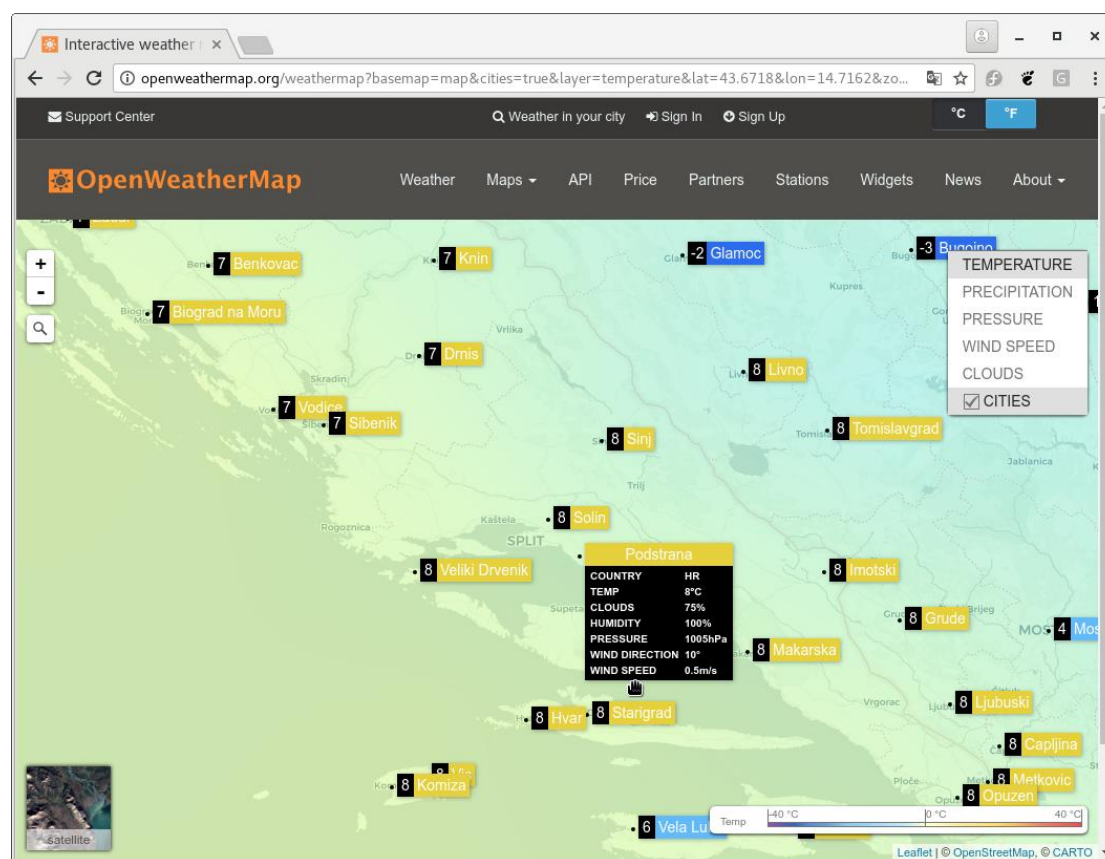 Interactive weather
openweathermap.org/weathermap?basemap=map&cities=true&layer=temperature&lat=43.6718&lon=14.7162&zo...
Support Center
Weather in your city
Sign In
Sign Up
°C
°F
OpenWeatherMap
Weather
Maps
API
Price
Partners
Stations
Widgets
News
About
+
-
7 Benkovac
7 Knin
-2 Glamoc
-3 Bugojno
TEMPERATURE
PRECIPITATION
PRESSURE
WIND SPEED
CLOUDS
CITIES
Kupres
7 Biograd na Moru
Vrlika
7 Drnis
8 Livno
Skradin
7 Vodice
7 Sibenik
8 Sinj
8 Tomislavgrad
Jablanica
Trilj
Rogoznica
Kaštela
8 Solin
SPLIT
Podstrana
COUNTRY HR
TEMP 8°C
CLOUDS 75%
HUMIDITY 100%
PRESSURE 1005hPa
WIND DIRECTION 10°
WIND SPEED 0.5m/s
8 Veliki Drvenik
8 Imotski
8 Grude
4 Mos
8 Makarska
Vrgorac
8 Ljubuski
8 Hvar
8 Starigrad
8 Capljina
8 Komiza
Ploče
8 Metkovic
8 Opuzen
6 Vela Lu
satellite
Temp
-40 °C
0 °C
40 °C
Leaflet | © OpenStreetMap, © CARTO